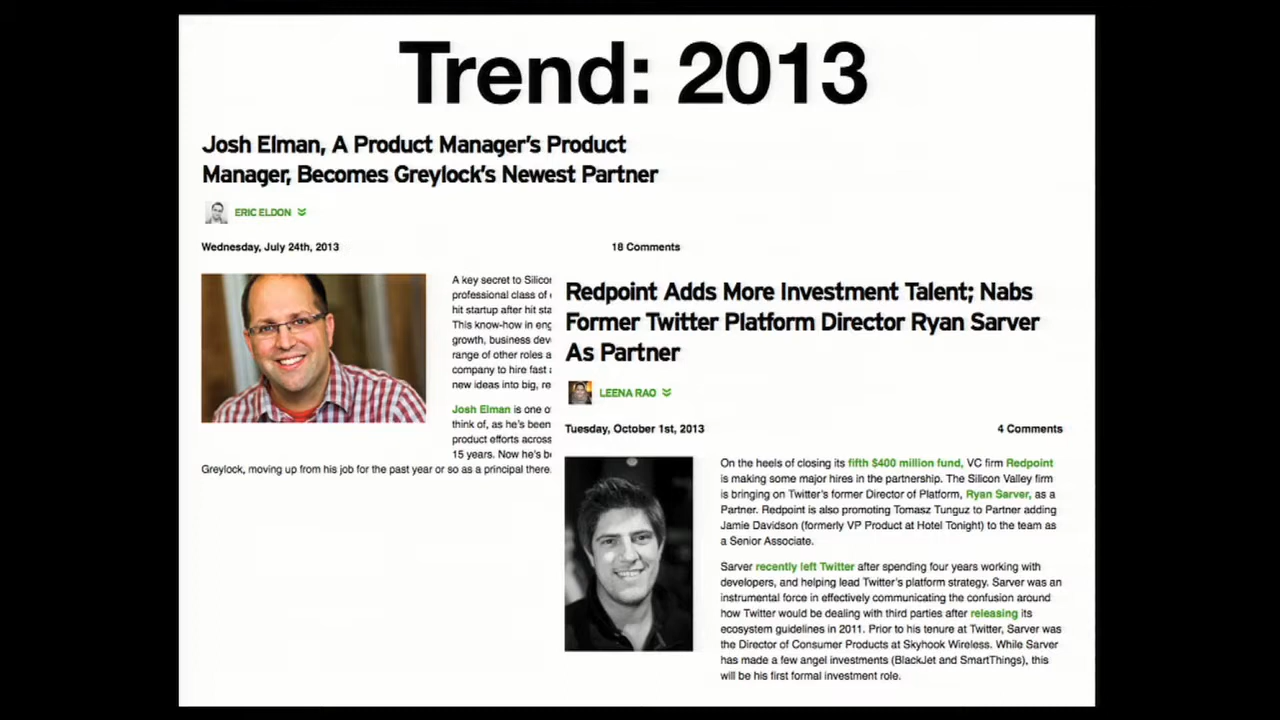 Trend: 2013
Josh Elman, A Product Manager's Product
Manager, Becomes Greylock's Newest Partner
ERIC ELDON
Wednesday, July 24th, 2013
18 Comments
A key secret to Silicon
professional class of
hit startup after hit sta
This know-how in eng
growth, business dev
range of other roles a
company to hire fast
new ideas into big, re
Josh Elman is one o
think of, as he's been
product efforts across
15 years. Now he's b
Greylock, moving up from his job for the past year or so as a principal there.
Redpoint Adds More Investment Talent; Nabs
Former Twitter Platform Director Ryan Sarver
As Partner
LEENA RAO
Tuesday, October 1st, 2013
4 Comments
On the heels of closing its fifth $400 million fund, VC firm Redpoint
is making some major hires in the partnership. The Silicon Valley firm
is bringing on Twitter's former Director of Platform, Ryan Sarver, as a
Partner. Redpoint is also promoting Tomasz Tunguz to Partner adding
Jamie Davidson (formerly VP Product at Hotel Tonight) to the team as
a Senior Associate.
Sarver recently left Twitter after spending four years working with
developers, and helping lead Twitter's platform strategy. Sarver was an
instrumental force in effectively communicating the confusion around
how Twitter would be dealing with third parties after releasing its
ecosystem guidelines in 2011. Prior to his tenure at Twitter, Sarver was
the Director of Consumer Products at Skyhook Wireless. While Sarver
has made a few angel investments (BlackJet and SmartThings), this
will be his first formal investment role.